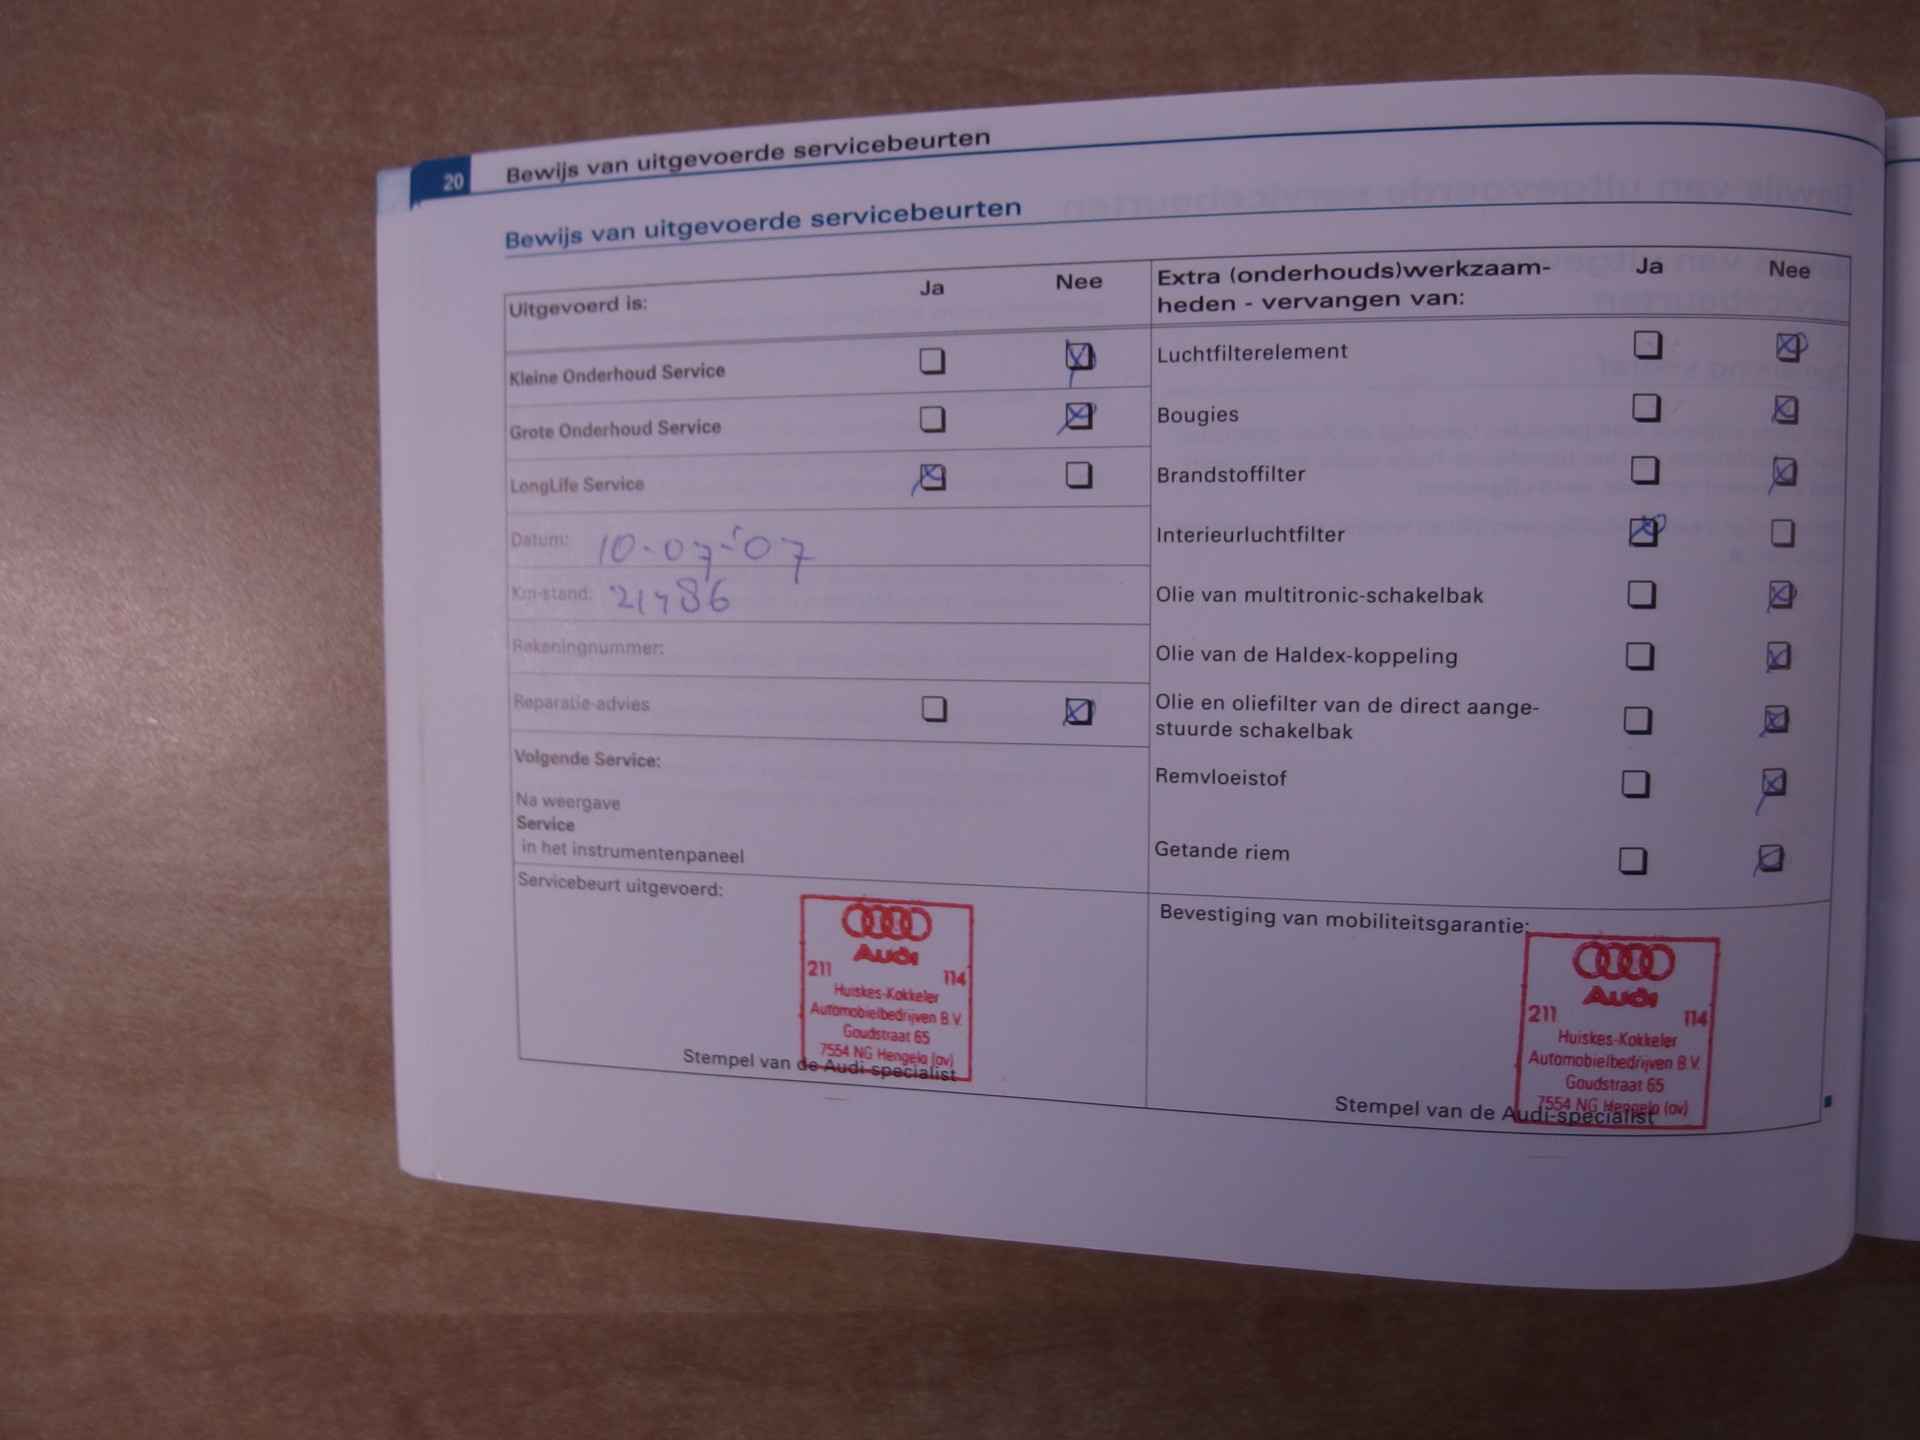 20 Bewijs van uitgevoerde servicebeurten
Bewijs van uitgevoerde servicebeurten
Uitgevoerd is: Ja Nee
Kleine Onderhoud Service
Grote Onderhoud Service
LongLife Service
Datum: 10-07-'07
Km-stand: 21486
Rekeningnummer:
Reparatie-advies
Volgende Service:
Na weergave
Service
in het instrumentenpaneel
Servicebeurt uitgevoerd:
Audi
211 114
Huiskes-Kokkeler
Automobielbedrijven B.V.
Goudstraat 65
7554 NG Hengelo (ov)
Stempel van de Audi-specialist
Extra (onderhouds)werkzaam- Ja Nee
heden - vervangen van:
Luchtfilterelement
Bougies
Brandstoffilter
Interieurluchtfilter
Olie van multitronic-schakelbak
Olie van de Haldex-koppeling
Olie en oliefilter van de direct aange-
stuurde schakelbak
Remvloeistof
Getande riem
Bevestiging van mobiliteitsgarantie:
Audi
211 114
Huiskes-Kokkeler
Automobielbedrijven B.V.
Goudstraat 65
7554 NG Hengelo (ov)
Stempel van de Audi-specialist